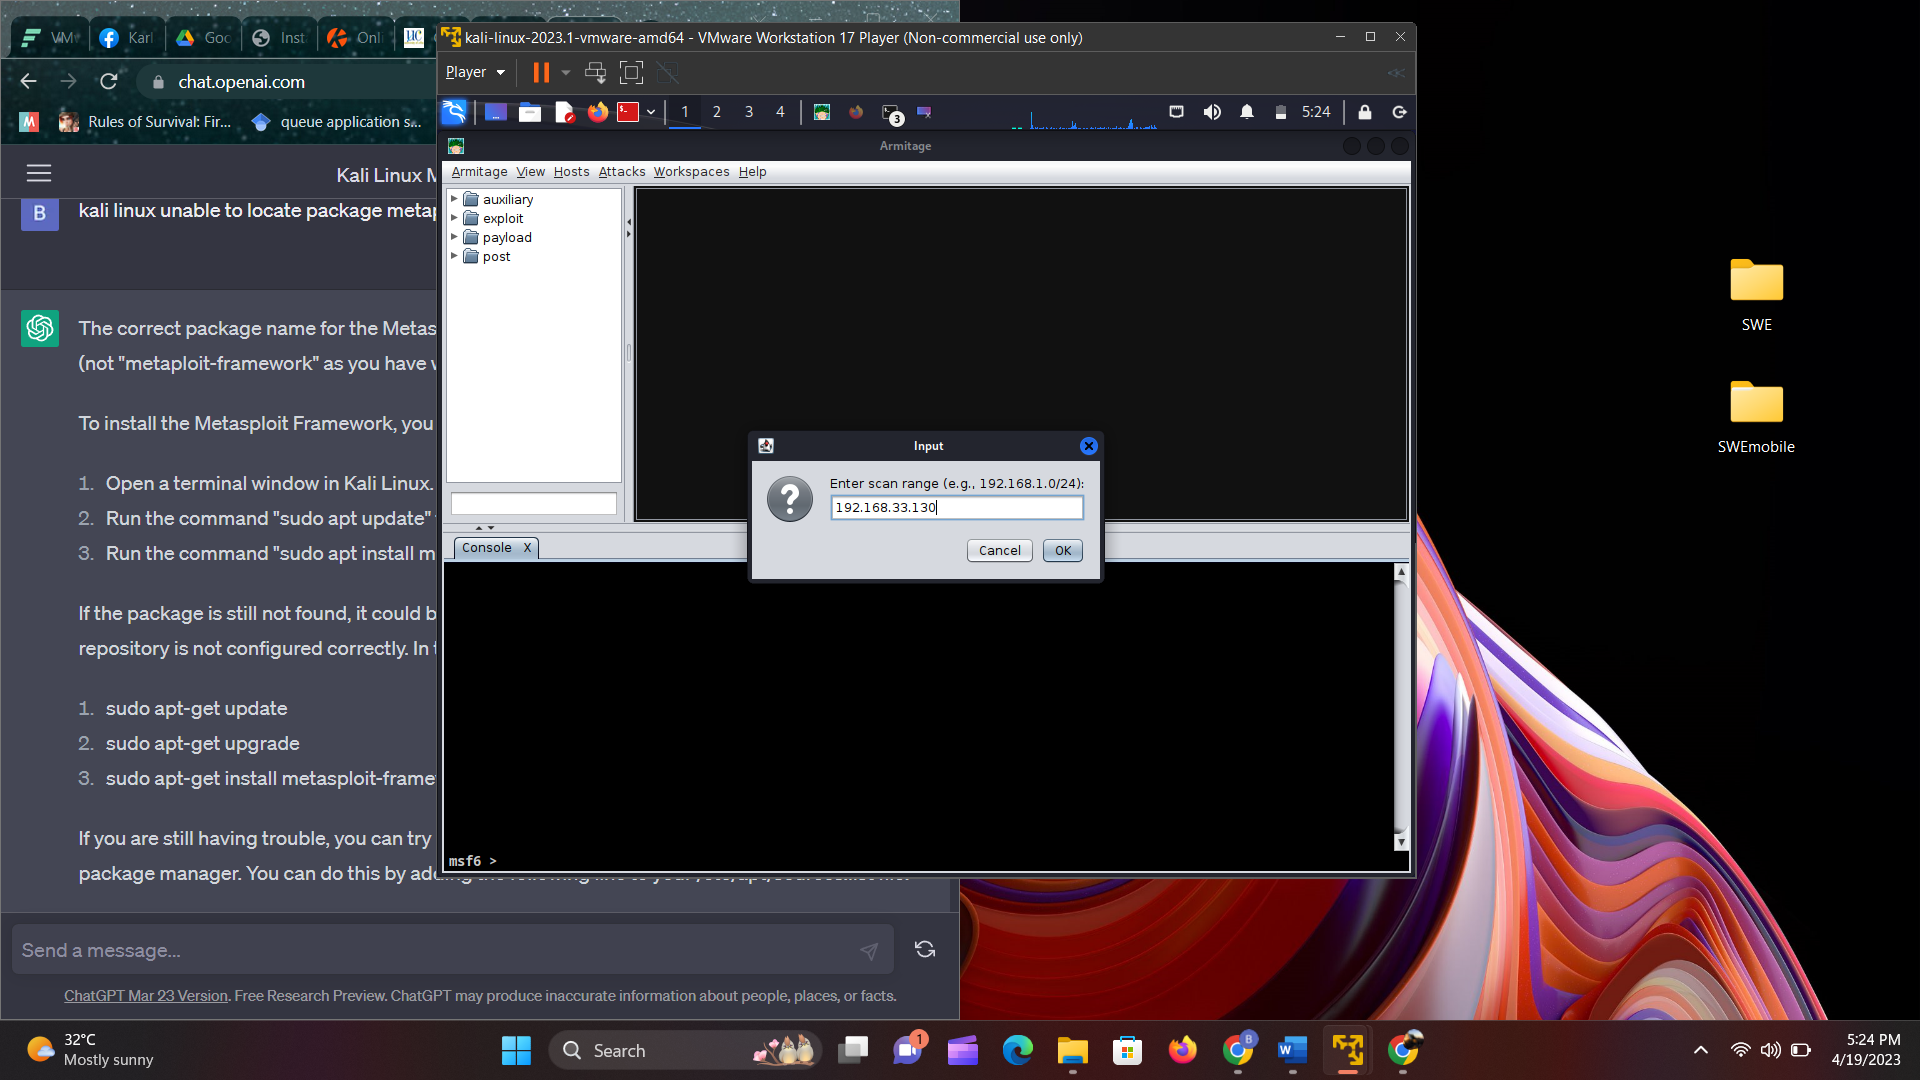 VM
Karl
Goo
Inst
Onli
UC
chat.openai.com
Rules of Survival: Fir...
queue application s...
Kali Linux M
B
kali linux unable to locate package metap
The correct package name for the Metas
(not "metaploit-framework" as you have w
To install the Metasploit Framework, you
1. Open a terminal window in Kali Linux.
2. Run the command "sudo apt update"
3. Run the command "sudo apt install m
If the package is still not found, it could b
repository is not configured correctly. In t
1. sudo apt-get update
2. sudo apt-get upgrade
3. sudo apt-get install metasploit-frame
If you are still having trouble, you can try
package manager. You can do this by
Send a message...
ChatGPT Mar 23 Version. Free Research Preview. ChatGPT may produce inaccurate information about people, places, or facts.
kali-linux-2023.1-vmware-amd64 - VMware Workstation 17 Player (Non-commercial use only)
Player
1 2 3 4
3
5:24
Armitage
Armitage View Hosts Attacks Workspaces Help
auxiliary
exploit
payload
post
Input
Enter scan range (e.g., 192.168.1.0/24):
192.168.33.130
Cancel OK
Console X
msf6 >
SWE
SWEmobile
32°C
Mostly sunny
Search
1
B
W
5:24 PM
4/19/2023